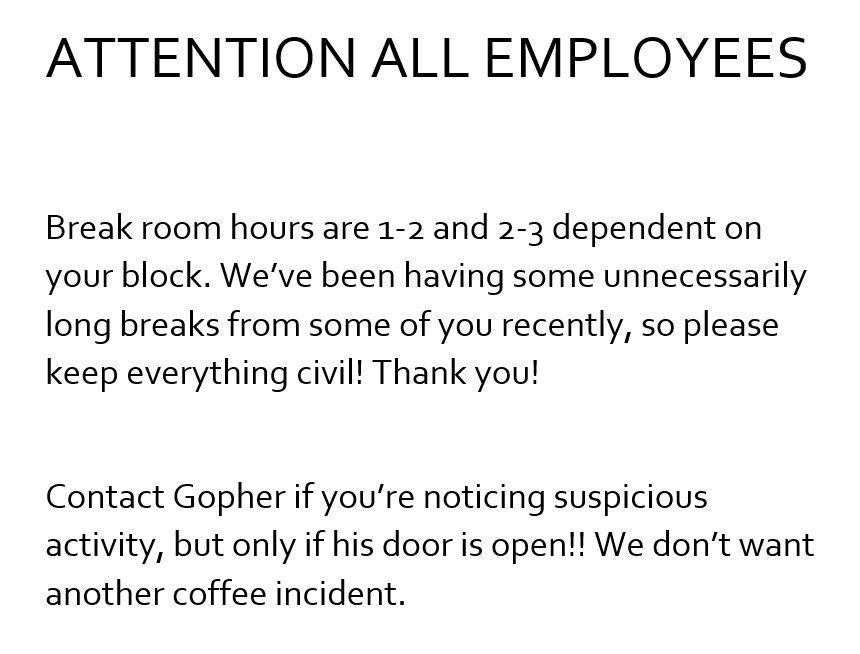 ATTENTION ALL EMPLOYEES
Break room hours are 1-2 and 2-3 dependent on
your block. We’ve been having some unnecessarily
long breaks from some of you recently, so please
keep everything civil! Thank you!
Contact Gopher if you’re noticing suspicious
activity, but only if his door is open!! We don’t want
another coffee incident.